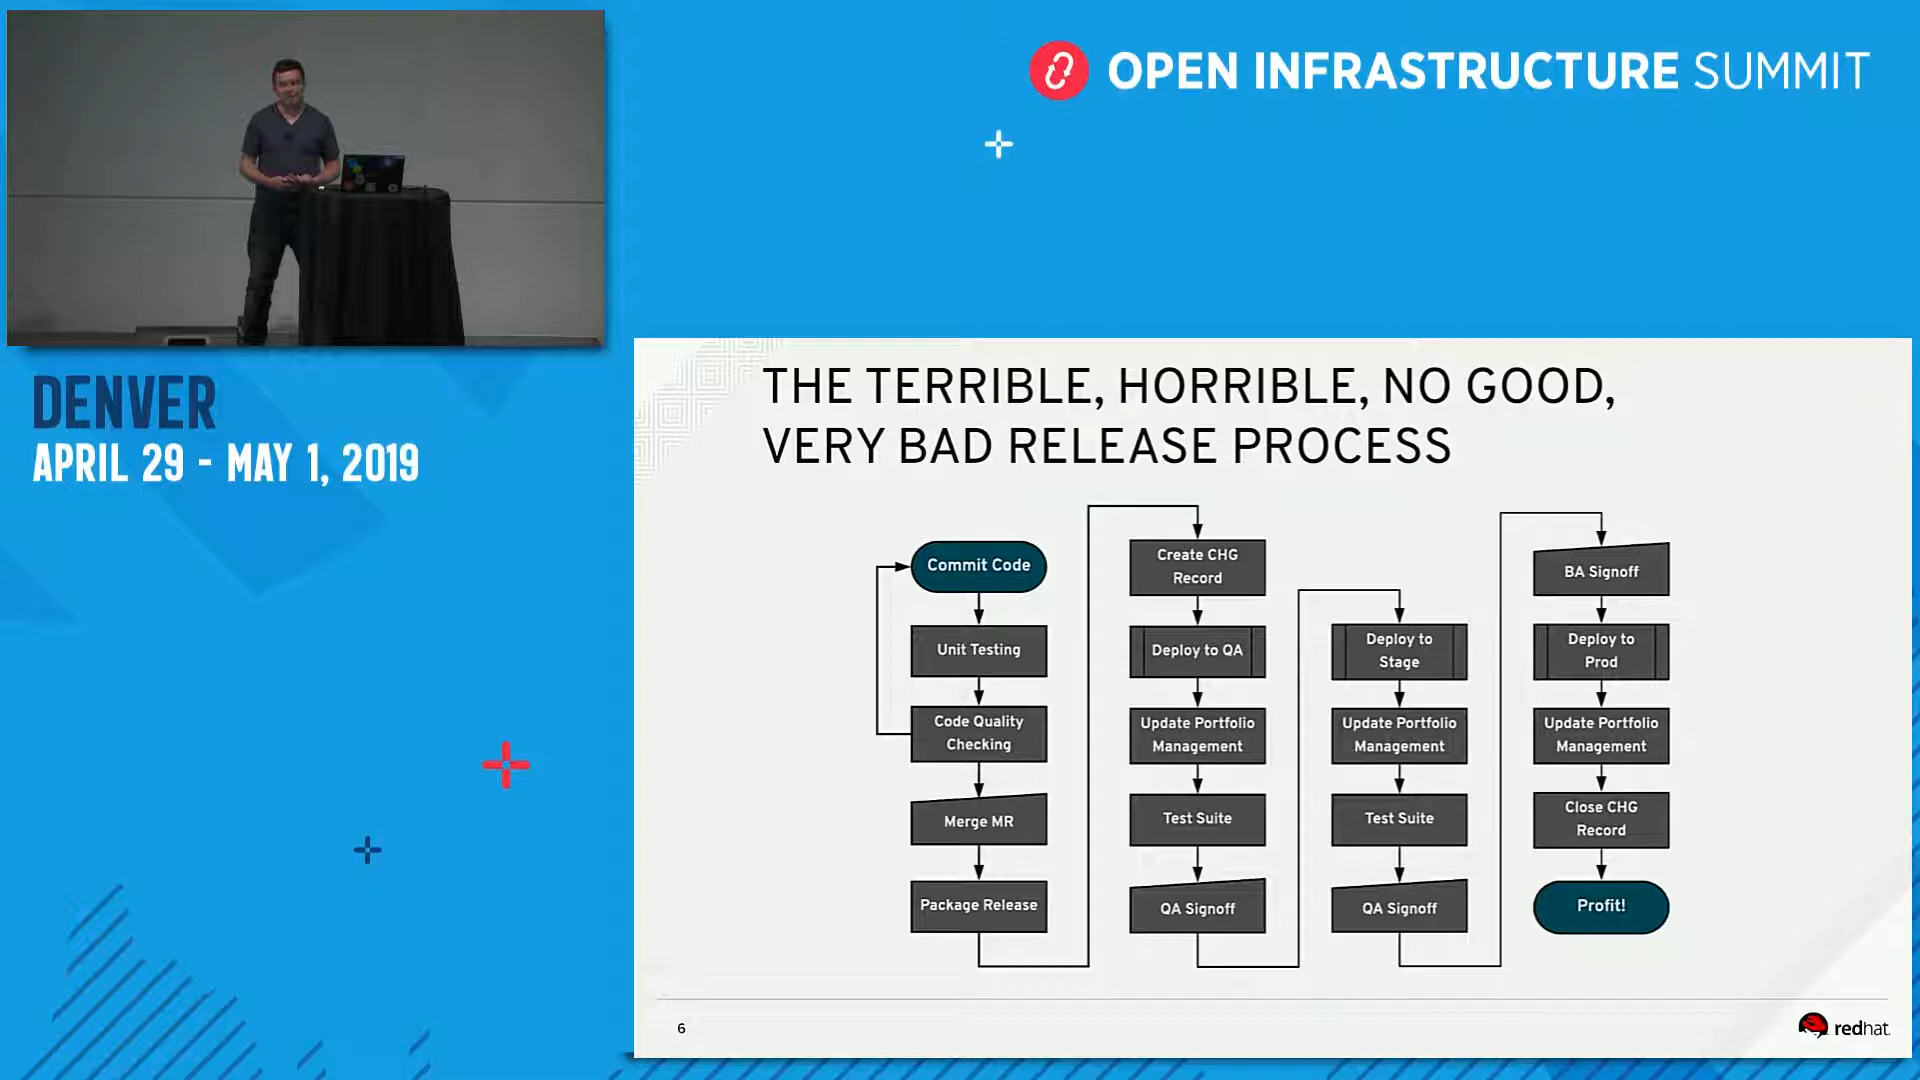 OPEN INFRASTRUCTURE SUMMIT
DENVER
APRIL 29 - MAY 1, 2019
THE TERRIBLE, HORRIBLE, NO GOOD,
VERY BAD RELEASE PROCESS
Commit Code
Unit Testing
Code Quality
Checking
Merge MR
Package Release
Create CHG
Record
Deploy to QA
Update Portfolio
Management
Test Suite
QA Signoff
Deploy to
Stage
Update Portfolio
Management
Test Suite
QA Signoff
BA Signoff
Deploy to
Prod
Update Portfolio
Management
Close CHG
Record
Profit!
6
redhat.